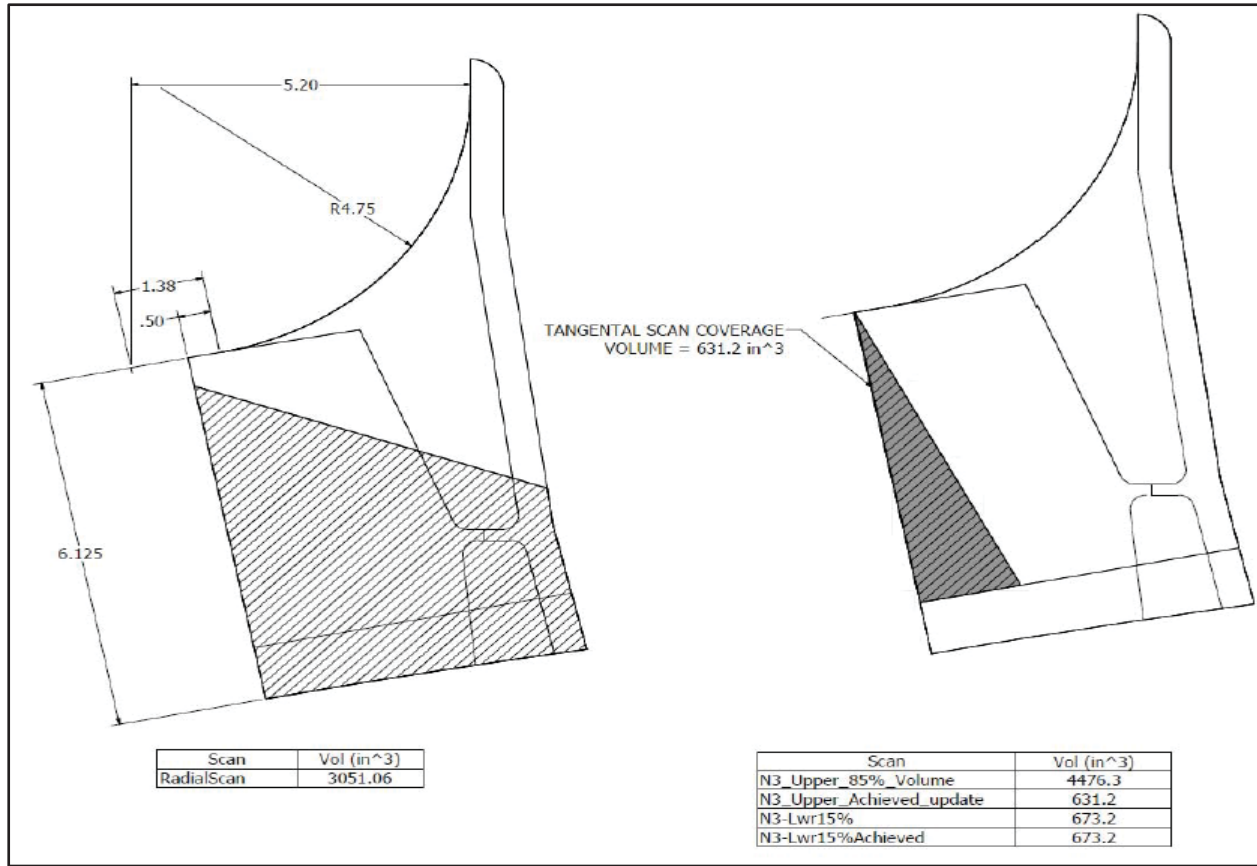 5.20
R4.75
1.38
.50
6.125
TANGENTAL SCAN COVERAGE
VOLUME = 631.2 in^3
Scan Vol (in^3)
RadialScan 3051.06
Scan Vol (in^3)
N3_Upper_85%_Volume 4476.3
N3_Upper_Achieved_update 631.2
N3-Lwr15% 673.2
N3-Lwr15%Achieved 673.2